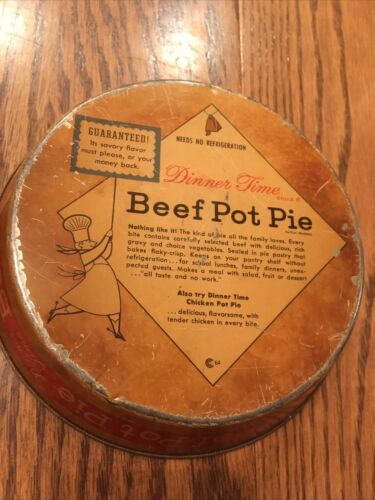 GUARANTEED!
Its savory flavor
must please, or your
money back.
NEEDS NO REFRIGERATION
Dinner Time
Beef Pot Pie
Nothing like it! The kind of pie all the family loves. Every
bite contains carefully selected beef with delicious, rich
gravy and choice vegetables. Sealed in pie pastry that
bakes flaky-crisp. Keeps on your pantry shelf without
refrigeration...for school lunches, family dinners, unex-
pected guests. Makes a meal with salad, fruit or dessert
..."all taste and no work."
Also try Dinner Time
Chicken Pot Pie
...delicious, flavorsome, with
tender chicken in every bite.
Pot Pie